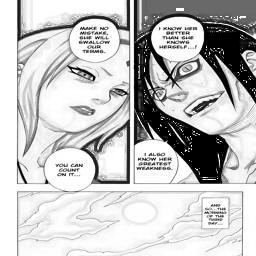 MAKE NO
MISTAKE,
SHE WILL
SWALLOW
OUR
TERMS.
YOU CAN
COUNT
ON IT...
I KNOW HER
BETTER
THAN SHE
KNOWS
HERSELF...!
I ALSO
KNOW HER
GREATEST
WEAKNESS.
AND
SO... THE
MORNING
OF THE
THIRD
DAY...